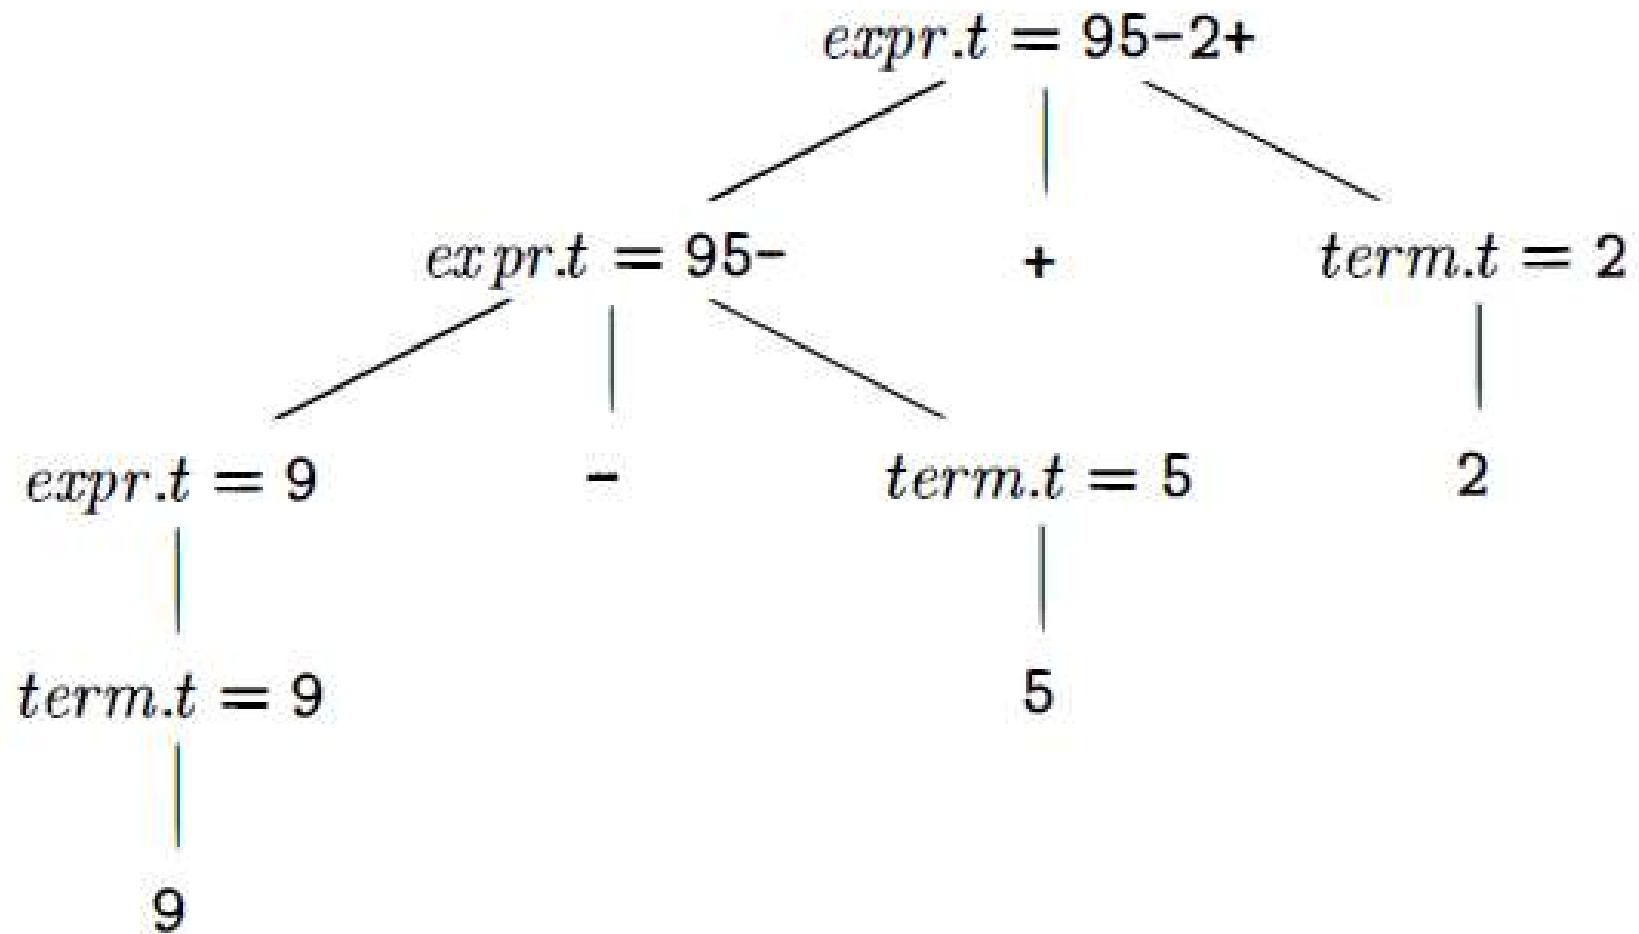 expr.t = 95-2+
expr.t = 95- + term.t = 2
expr.t = 9 - term.t = 5 2
term.t = 9 5
9